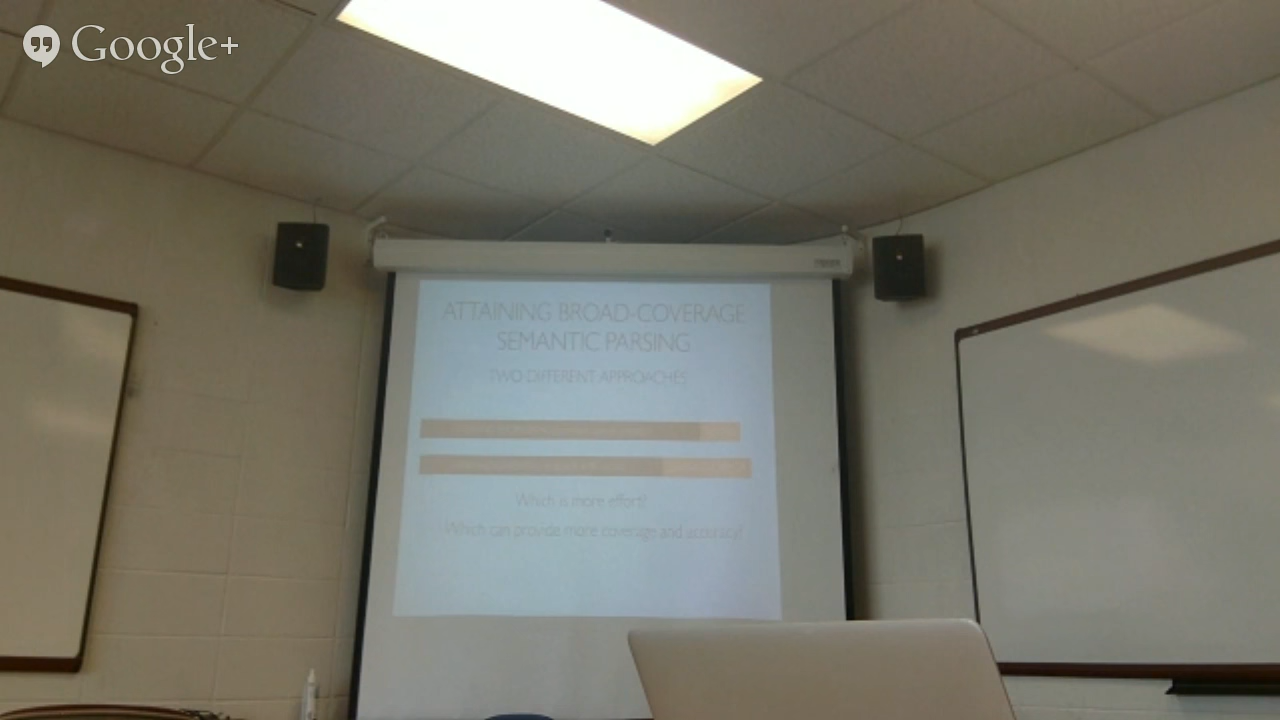 Google+
ATTAINING BROAD-COVERAGE
SEMANTIC PARSING
TWO DIFFERENT APPROACHES
Which is more effort?
Which can provide more coverage and accuracy?